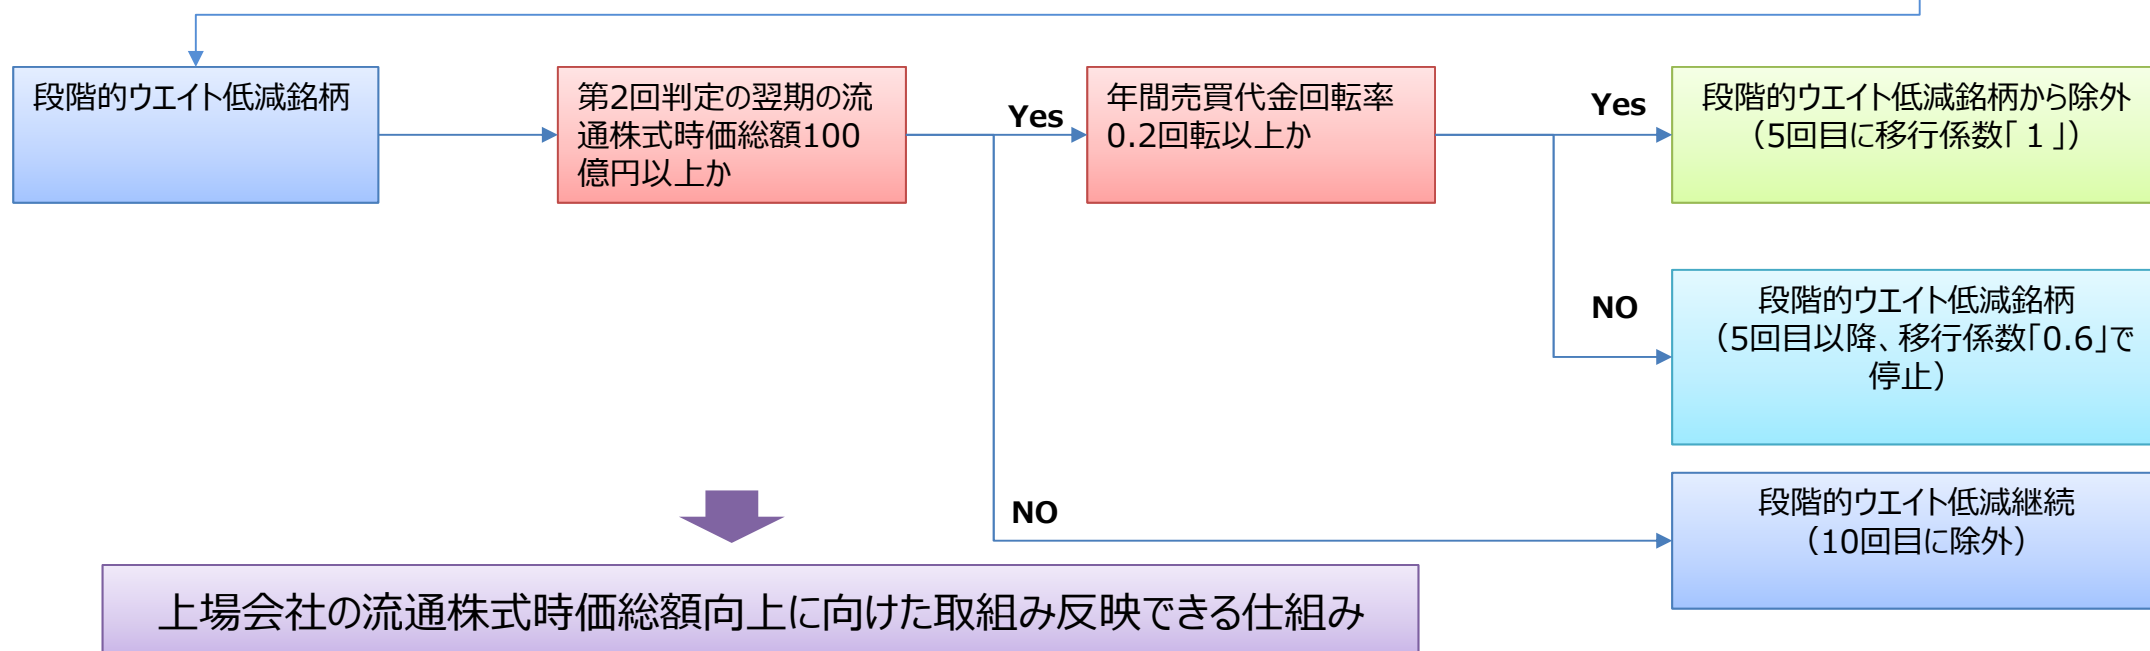 段階的ウエイト低減銘柄
第2回判定の翌期の流
通株式時価総額100
億円以上か
Yes
年間売買代金回転率
0.2回転以上か
Yes
段階的ウエイト低減銘柄から除外
（5回目に移行係数「１」）
NO
段階的ウエイト低減銘柄
（5回目以降、移行係数「0.6」で
停止）
NO
段階的ウエイト低減継続
（10回目に除外）
上場会社の流通株式時価総額向上に向けた取組み反映できる仕組み